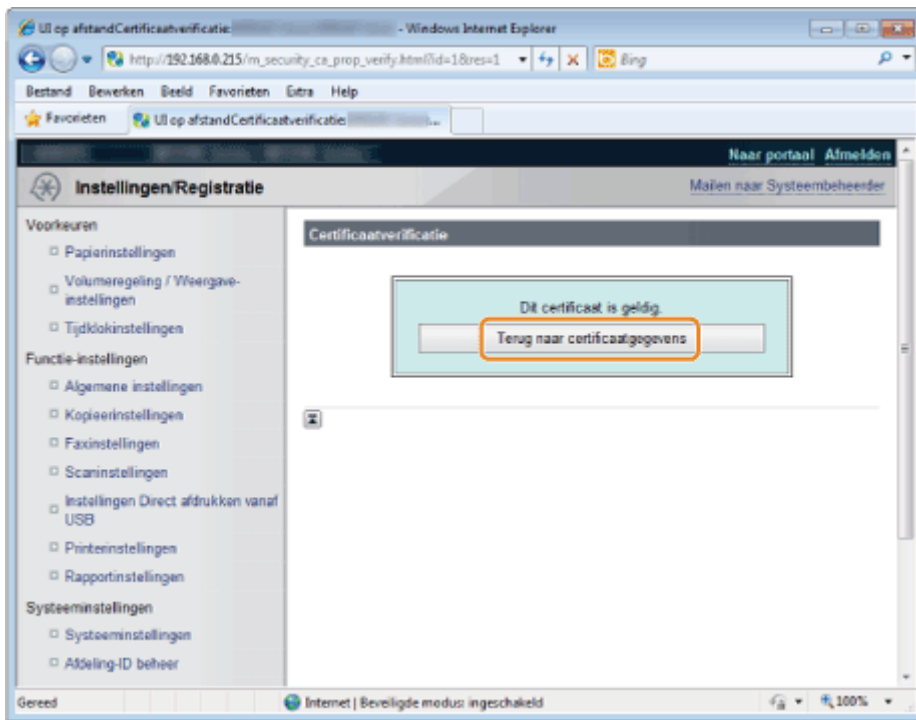 UI op afstandCertificaatverificatie: - Windows Internet Explorer
http://192.168.0.215/m_security_ca_prop_verify.html?id=1&res=1
Bing
Bestand Bewerken Beeld Favorieten Extra Help
Favorieten UI op afstandCertificaatverificatie: ...
Naar portaal Afmelden
Instellingen/Registratie
Mailen naar Systeembeheerder
Voorkeuren
Papierinstellingen
Volumeregeling / Weergave-
instellingen
Tijdklokinstellingen
Functie-instellingen
Algemene instellingen
Kopieerinstellingen
Faxinstellingen
Scaninstellingen
Instellingen Direct afdrukken vanaf
USB
Printerinstellingen
Rapportinstellingen
Systeeminstellingen
Systeeminstellingen
Afdeling-ID beheer
Certificaatverificatie
Dit certificaat is geldig.
Terug naar certificaatgegevens
Gereed
Internet | Beveiligde modus: ingeschakeld
100%